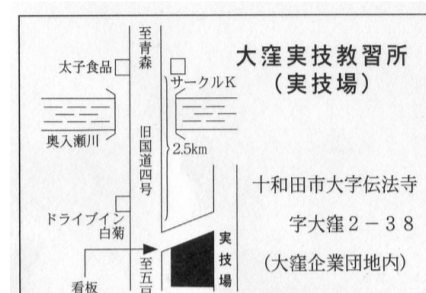 大窪実技教習所
(実技場)
至青森
太子食品
サークルK
奥入瀬川
旧国道四号
2.5km
ドライブイン
白菊
看板
至五戸
実技場
十和田市大字伝法寺
字大窪2-38
(大窪企業団地内)